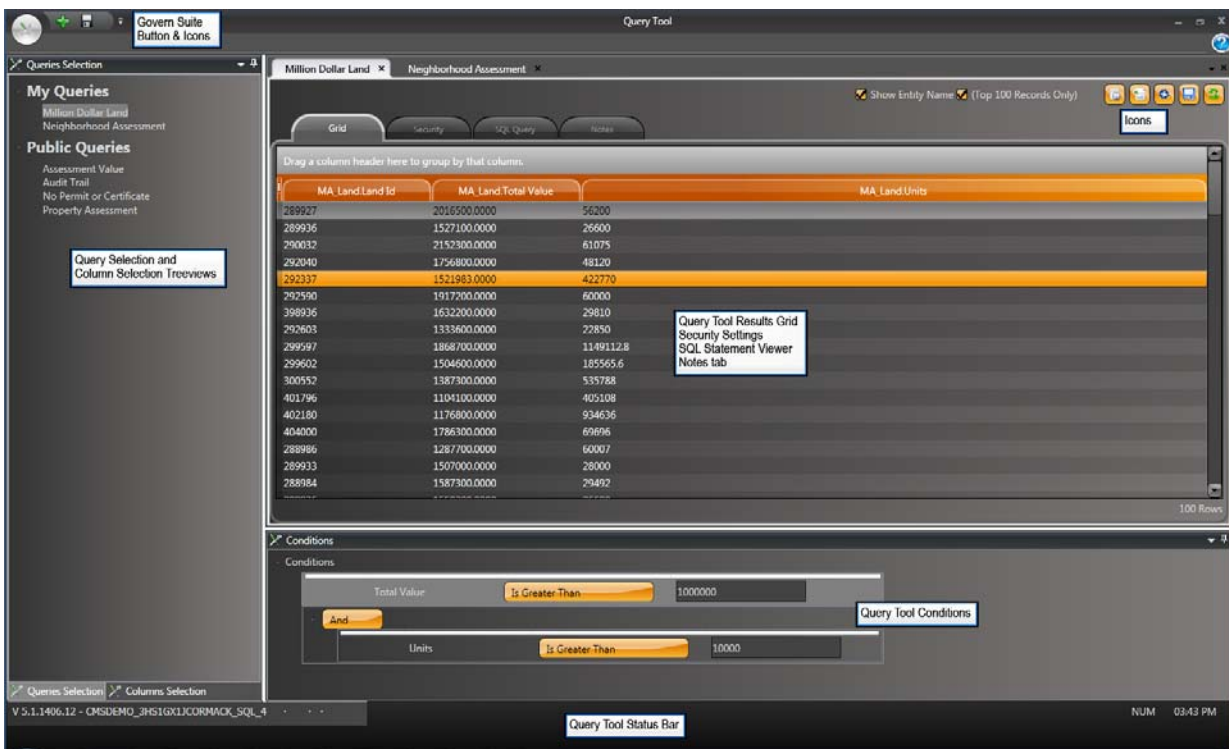 Query Tool
Govern Suite
Button & Icons
Queries Selection
My Queries
Million Dollar Land
Neighborhood Assessment
Public Queries
Assessment Value
Audit Trail
No Permit or Certificate
Property Assessment
Query Selection and
Column Selection Treeviews
Million Dollar Land
Neighborhood Assessment
Show Entity Name (Top 100 Records Only)
Icons
Grid Security SQL Query Notes
Drag a column header here to group by that column.
MA_Land.Land Id MA_Land.Total Value MA_Land.Units
289927 2016500.0000 56200
289936 1527100.0000 26600
290032 2152300.0000 61075
292040 1756800.0000 48120
292337 1521983.0000 422770
292590 1917200.0000 60000
398936 1632200.0000 29810
292603 1333600.0000 22850
299597 1868700.0000 1149112.8
299602 1504600.0000 185565.6
300552 1387300.0000 535788
401796 1104100.0000 405108
402180 1176800.0000 934636
404000 1786300.0000 69696
288986 1287700.0000 60007
289933 1507000.0000 28000
288984 1587300.0000 29492
Query Tool Results Grid
Security Settings
SQL Statement Viewer
Notes tab
100 Rows
Conditions
Conditions
Total Value Is Greater Than 1000000
And
Units Is Greater Than 10000
Query Tool Conditions
Queries Selection Columns Selection
V 5.1.1406.12 - CMSDEMO_3HS1GX1JCORMACK_SQL_4
Query Tool Status Bar
NUM 03:43 PM